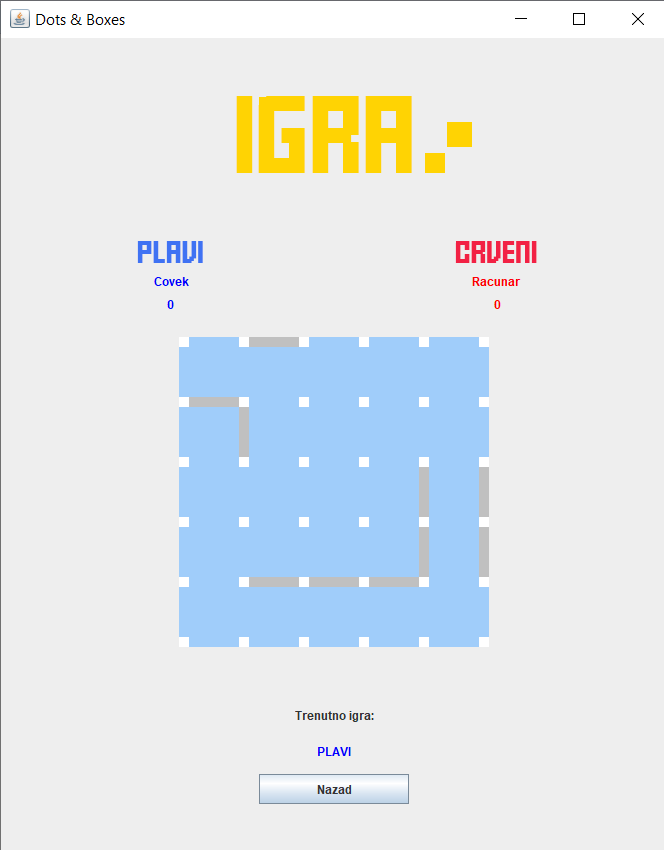 Dots & Boxes
IGRA
PLAVI
CRVENI
Covek
Racunar
0
0
Trenutno igra:
PLAVI
Nazad